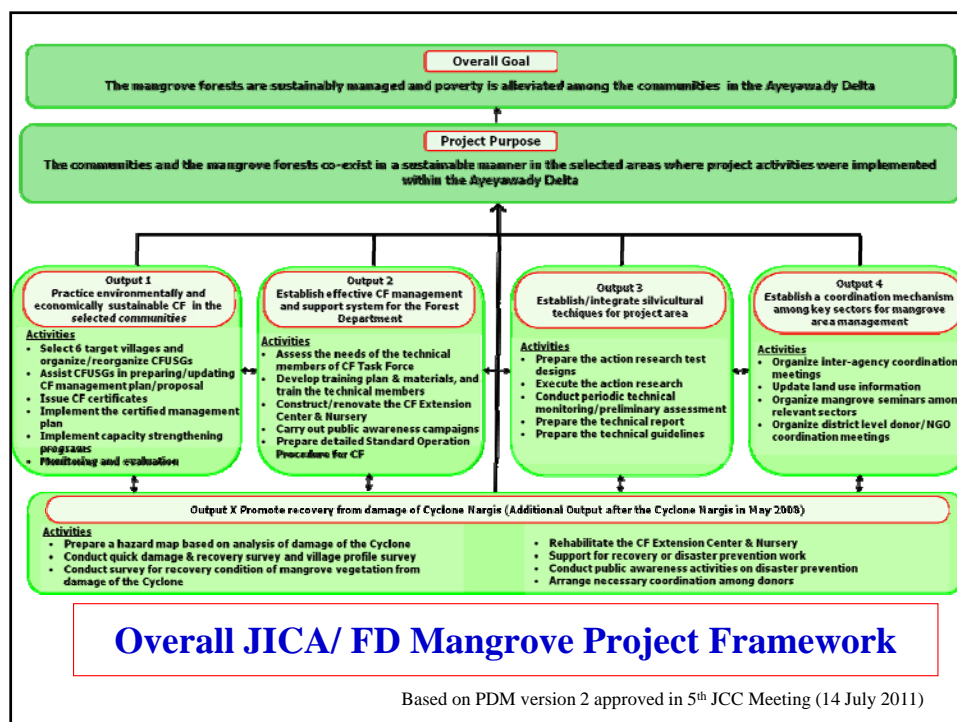 Overall Goal
The mangrove forests are sustainably managed and poverty is alleviated among the communities in the Ayeyawady Delta
Project Purpose
The communities and the mangrove forests co-exist in a sustainable manner in the selected areas where project activities were implemented
within the Ayeyawady Delta
Output 1
Practice environmentally and
economically sustainable CF in the
selected communities
Activities
• Select 6 target villages and
organize/reorganize CFUSGs
• Assist CFUSGs in preparing/updating
CF management plan/proposal
• Issue CF certificates
• Implement the certified management
plan
• Implement capacity strengthening
programs
• Monitoring and evaluation
Output 2
Establish effective CF management
and support system for the Forest
Department
Activities
• Assess the needs of the technical
members of CF Task Force
• Develop training plan & materials, and
train the technical members
• Construct/renovate the CF Extension
Center & Nursery
• Carry out public awareness campaigns
• Prepare detailed Standard Operation
Procedure for CF
Output 3
Establish/integrate silvicultural
techiques for project area
Activities
• Prepare the action research test
designs
• Execute the action research
• Conduct periodic technical
monitoring/preliminary assessment
• Prepare the technical report
• Prepare the technical guidelines
Output 4
Establish a coordination mechanism
among key sectors for mangrove
area management
Activities
• Organize inter-agency coordination
meetings
• Update land use information
• Organize mangrove seminars among
relevant sectors
• Organize district level donor/NGO
coordination meetings
Output X Promote recovery from damage of Cyclone Nargis (Additional Output after the Cyclone Nargis in May 2008)
Activities
• Prepare a hazard map based on analysis of damage of the Cyclone
• Conduct quick damage & recovery survey and village profile survey
• Conduct survey for recovery condition of mangrove vegetation from
damage of the Cyclone
• Rehabilitate the CF Extension Center & Nursery
• Support for recovery or disaster prevention work
• Conduct public awareness activities on disaster prevention
• Arrange necessary coordination among donors
Overall JICA/ FD Mangrove Project Framework
Based on PDM version 2 approved in 5th JCC Meeting (14 July 2011)